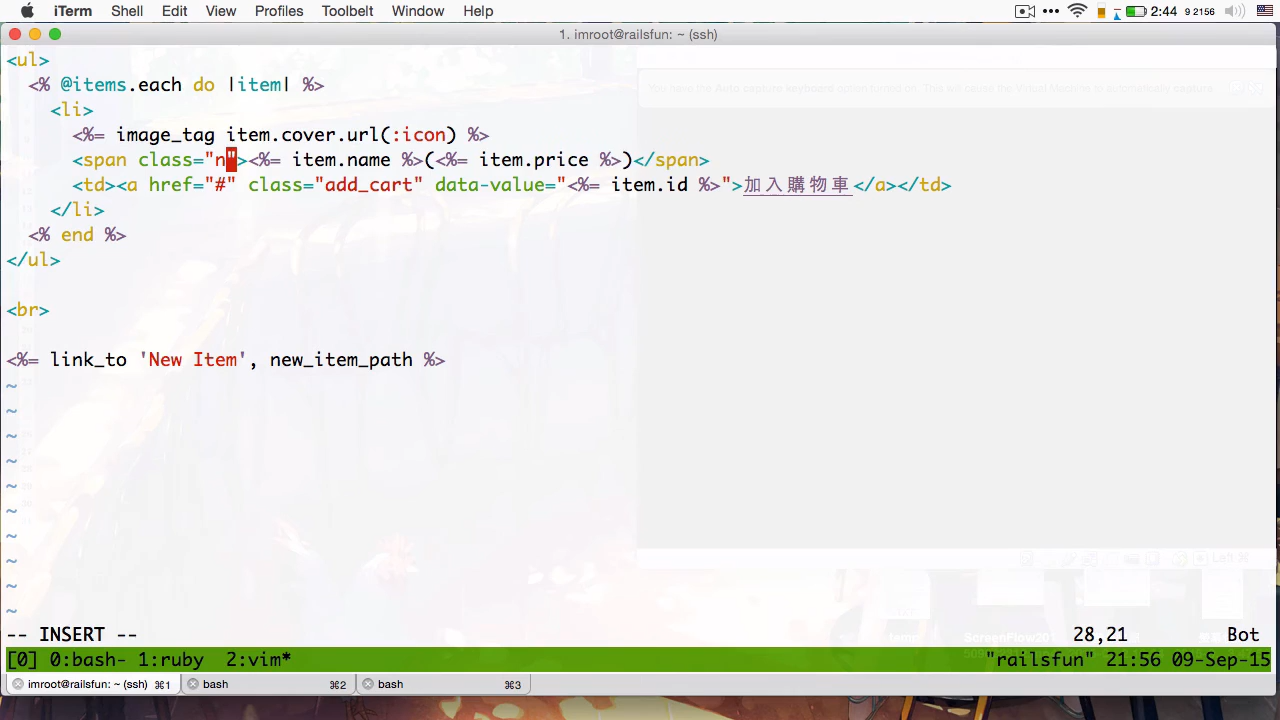 iTerm Shell Edit View Profiles Toolbelt Window Help 2:44 9 2156
1. imroot@railsfun: ~ (ssh)
<ul>
<% @items.each do |item| %>
<li>
<%= image_tag item.cover.url(:icon) %>
<span class="n"><%= item.name %>(<%= item.price %>)</span>
<td><a href="#" class="add_cart" data-value="<%= item.id %>">加入購物車</a></td>
</li>
<% end %>
</ul>
<br>
<%= link_to 'New Item', new_item_path %>
~
~
~
~
~
~
~
~
~
~
-- INSERT -- 28,21 Bot
[0] 0:bash- 1:ruby 2:vim* "railsfun" 21:56 09-Sep-15
imroot@railsfun: ~ (ssh) ⌘1 bash ⌘2 bash ⌘3